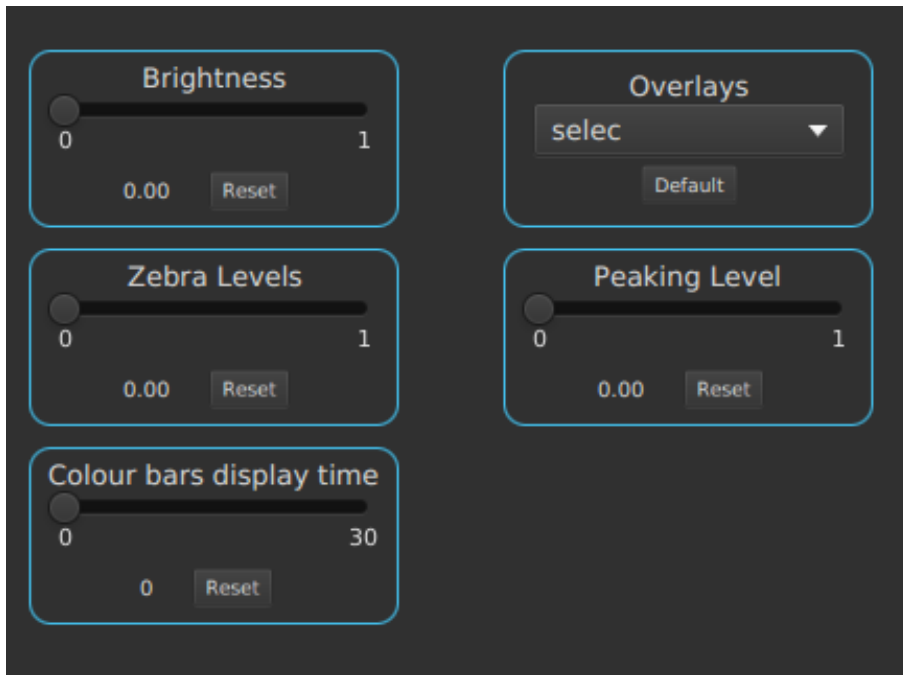 Brightness
0 1
0.00 Reset
Overlays
selec
Default
Zebra Levels
0 1
0.00 Reset
Peaking Level
0 1
0.00 Reset
Colour bars display time
0 30
0 Reset